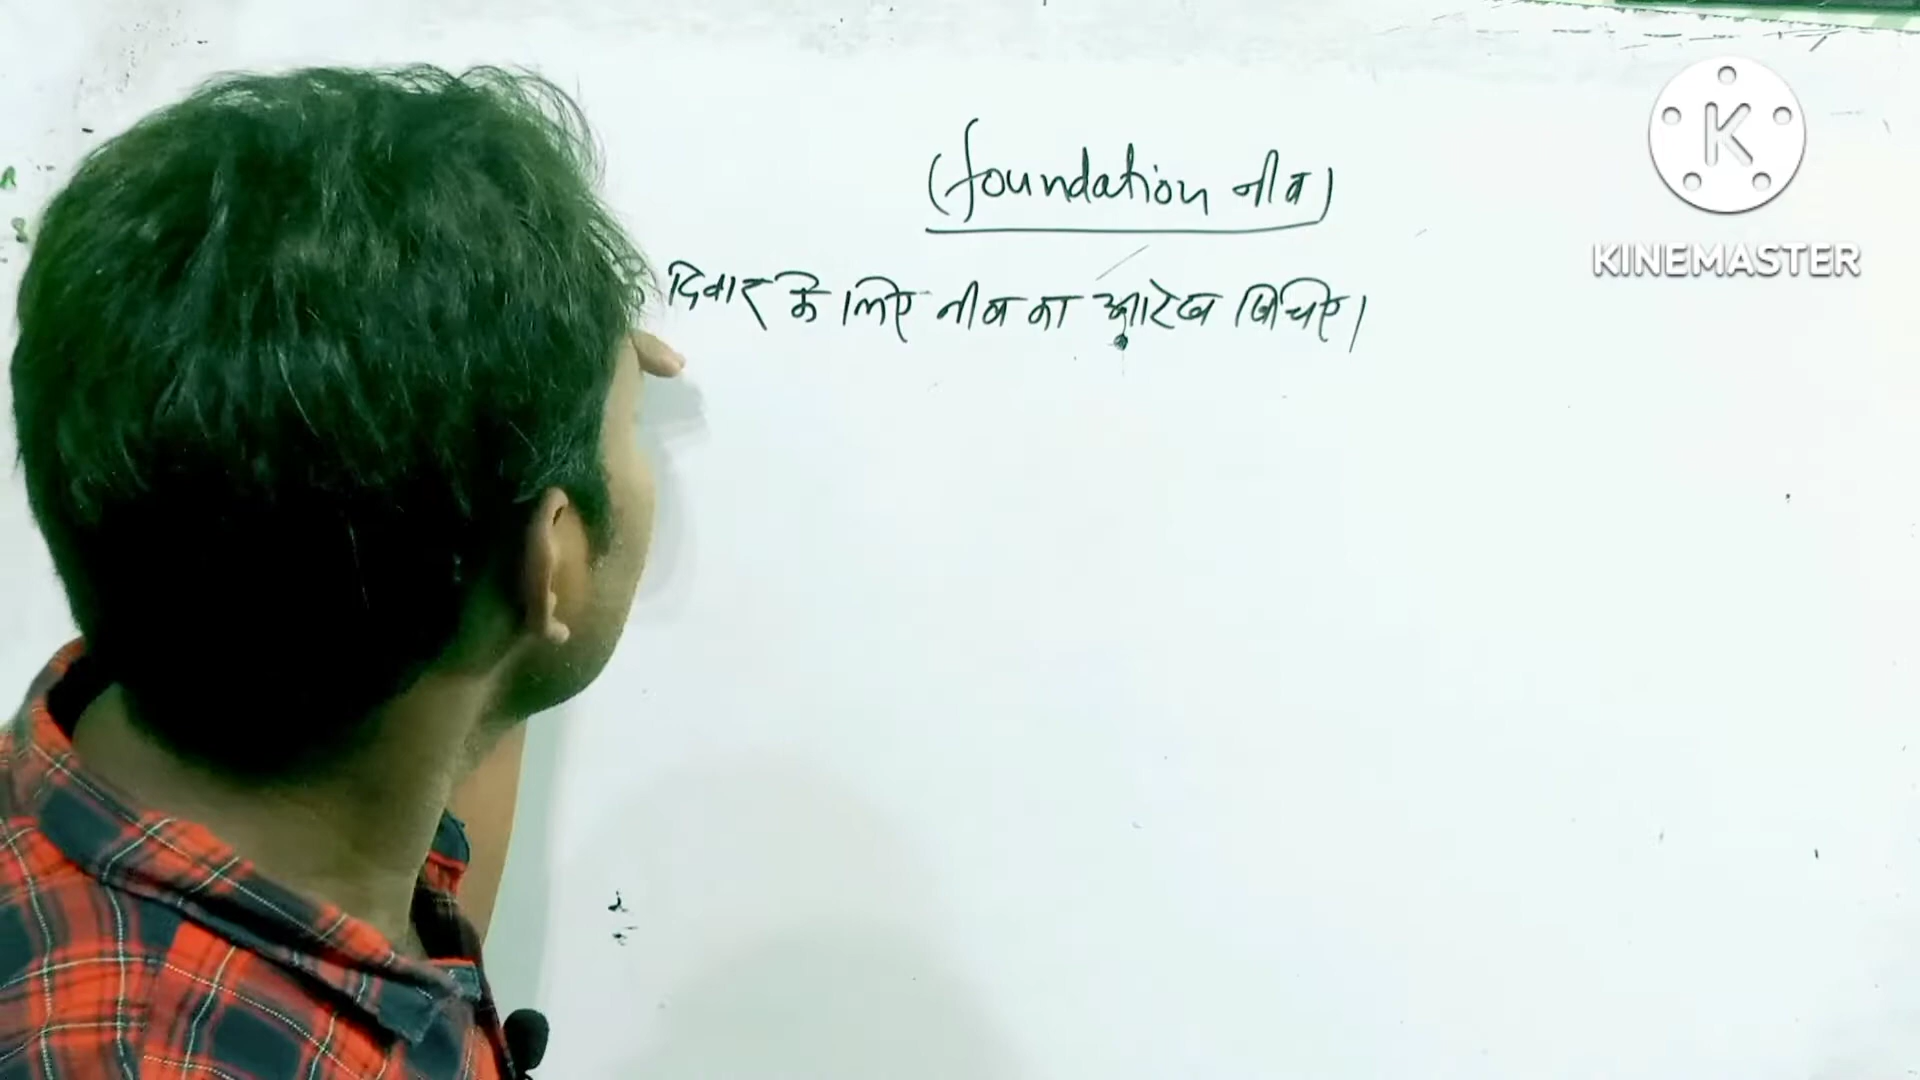 (foundation नीव)
दिवार के लिए नीव का आरेख खिचिए।
K
KINEMASTER